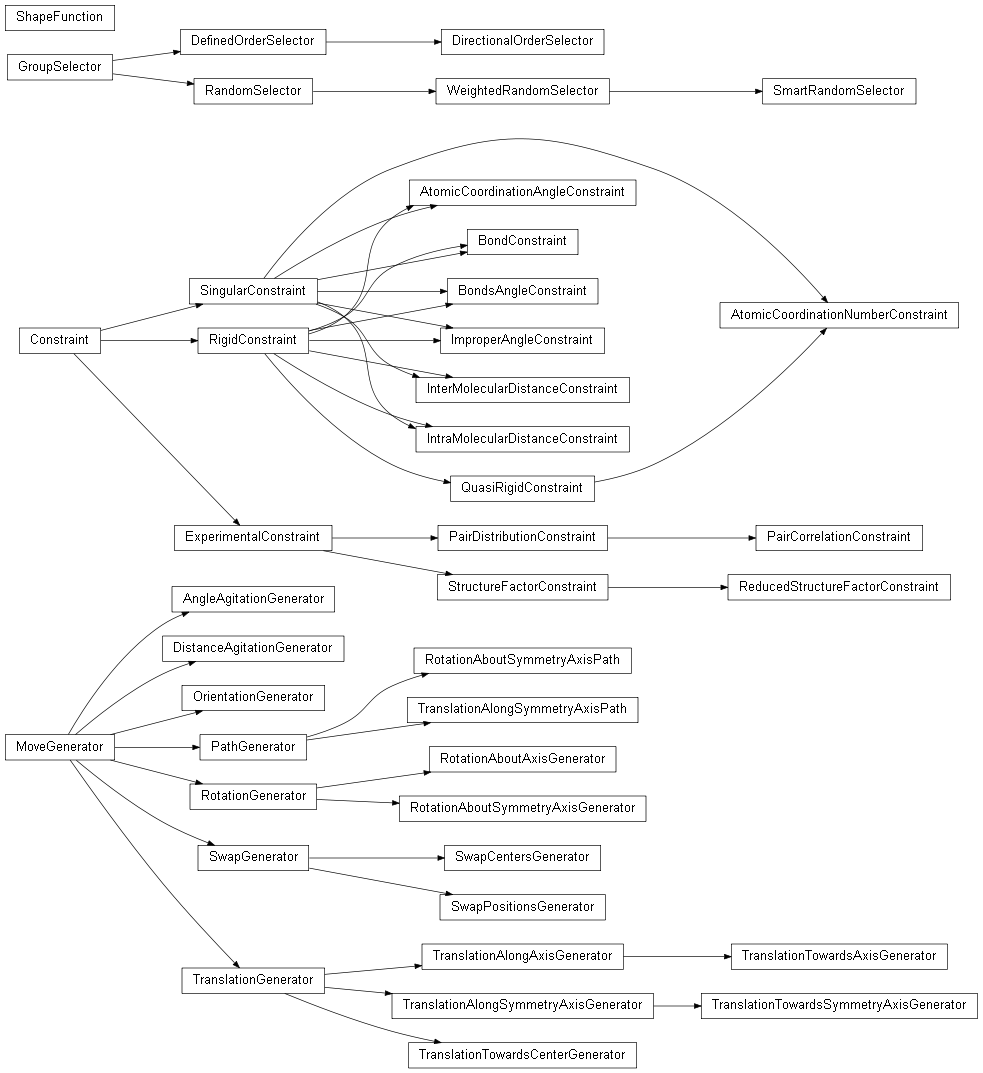 ShapeFunction
DefinedOrderSelector
DirectionalOrderSelector
GroupSelector
RandomSelector
WeightedRandomSelector
SmartRandomSelector
AtomicCoordinationAngleConstraint
BondConstraint
SingularConstraint
BondsAngleConstraint
AtomicCoordinationNumberConstraint
Constraint
RigidConstraint
ImproperAngleConstraint
InterMolecularDistanceConstraint
IntraMolecularDistanceConstraint
QuasiRigidConstraint
ExperimentalConstraint
PairDistributionConstraint
PairCorrelationConstraint
StructureFactorConstraint
ReducedStructureFactorConstraint
AngleAgitationGenerator
DistanceAgitationGenerator
RotationAboutSymmetryAxisPath
OrientationGenerator
TranslationAlongSymmetryAxisPath
MoveGenerator
PathGenerator
RotationAboutAxisGenerator
RotationGenerator
RotationAboutSymmetryAxisGenerator
SwapGenerator
SwapCentersGenerator
SwapPositionsGenerator
TranslationAlongAxisGenerator
TranslationTowardsAxisGenerator
TranslationGenerator
TranslationAlongSymmetryAxisGenerator
TranslationTowardsSymmetryAxisGenerator
TranslationTowardsCenterGenerator